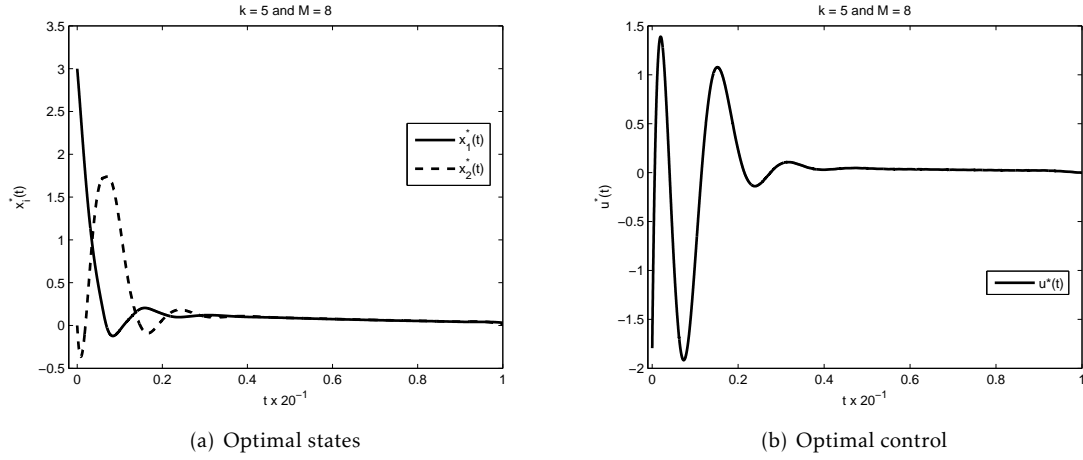 k = 5 and M = 8
3.5
3
2.5
2
1.5
1
0.5
0
−0.5
x*i(t)
x*1(t)
x*2(t)
0
0.2
0.4
0.6
0.8
1
t x 20⁻¹
(a) Optimal states
k = 5 and M = 8
1.5
1
0.5
0
−0.5
−1
−1.5
−2
u*(t)
u*(t)
0
0.2
0.4
0.6
0.8
1
t x 20⁻¹
(b) Optimal control